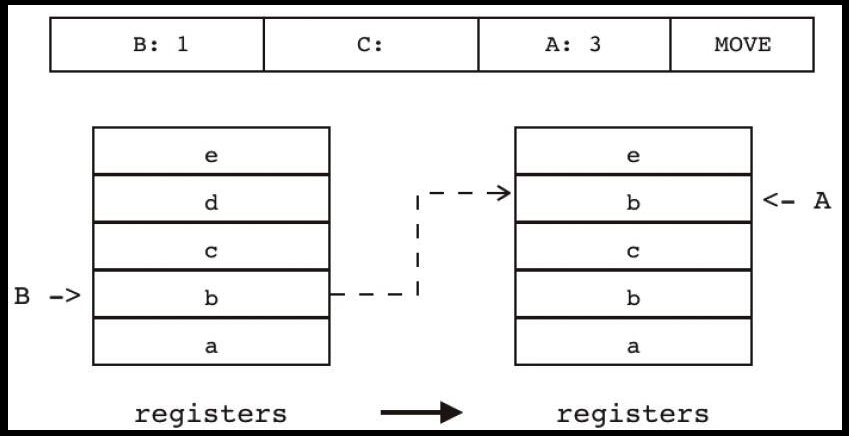 B: 1 C: A: 3 MOVE
e e
d b <- A
c c
B -> b b
a a
registers registers